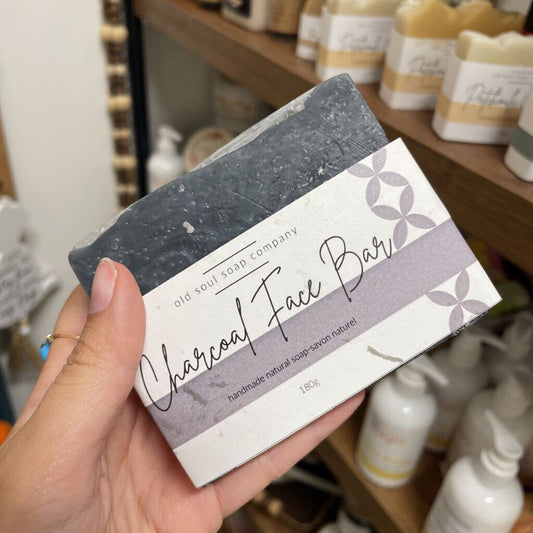 old soul soap company
Charcoal Face Bar
handmade natural soap-savon naturel
180g